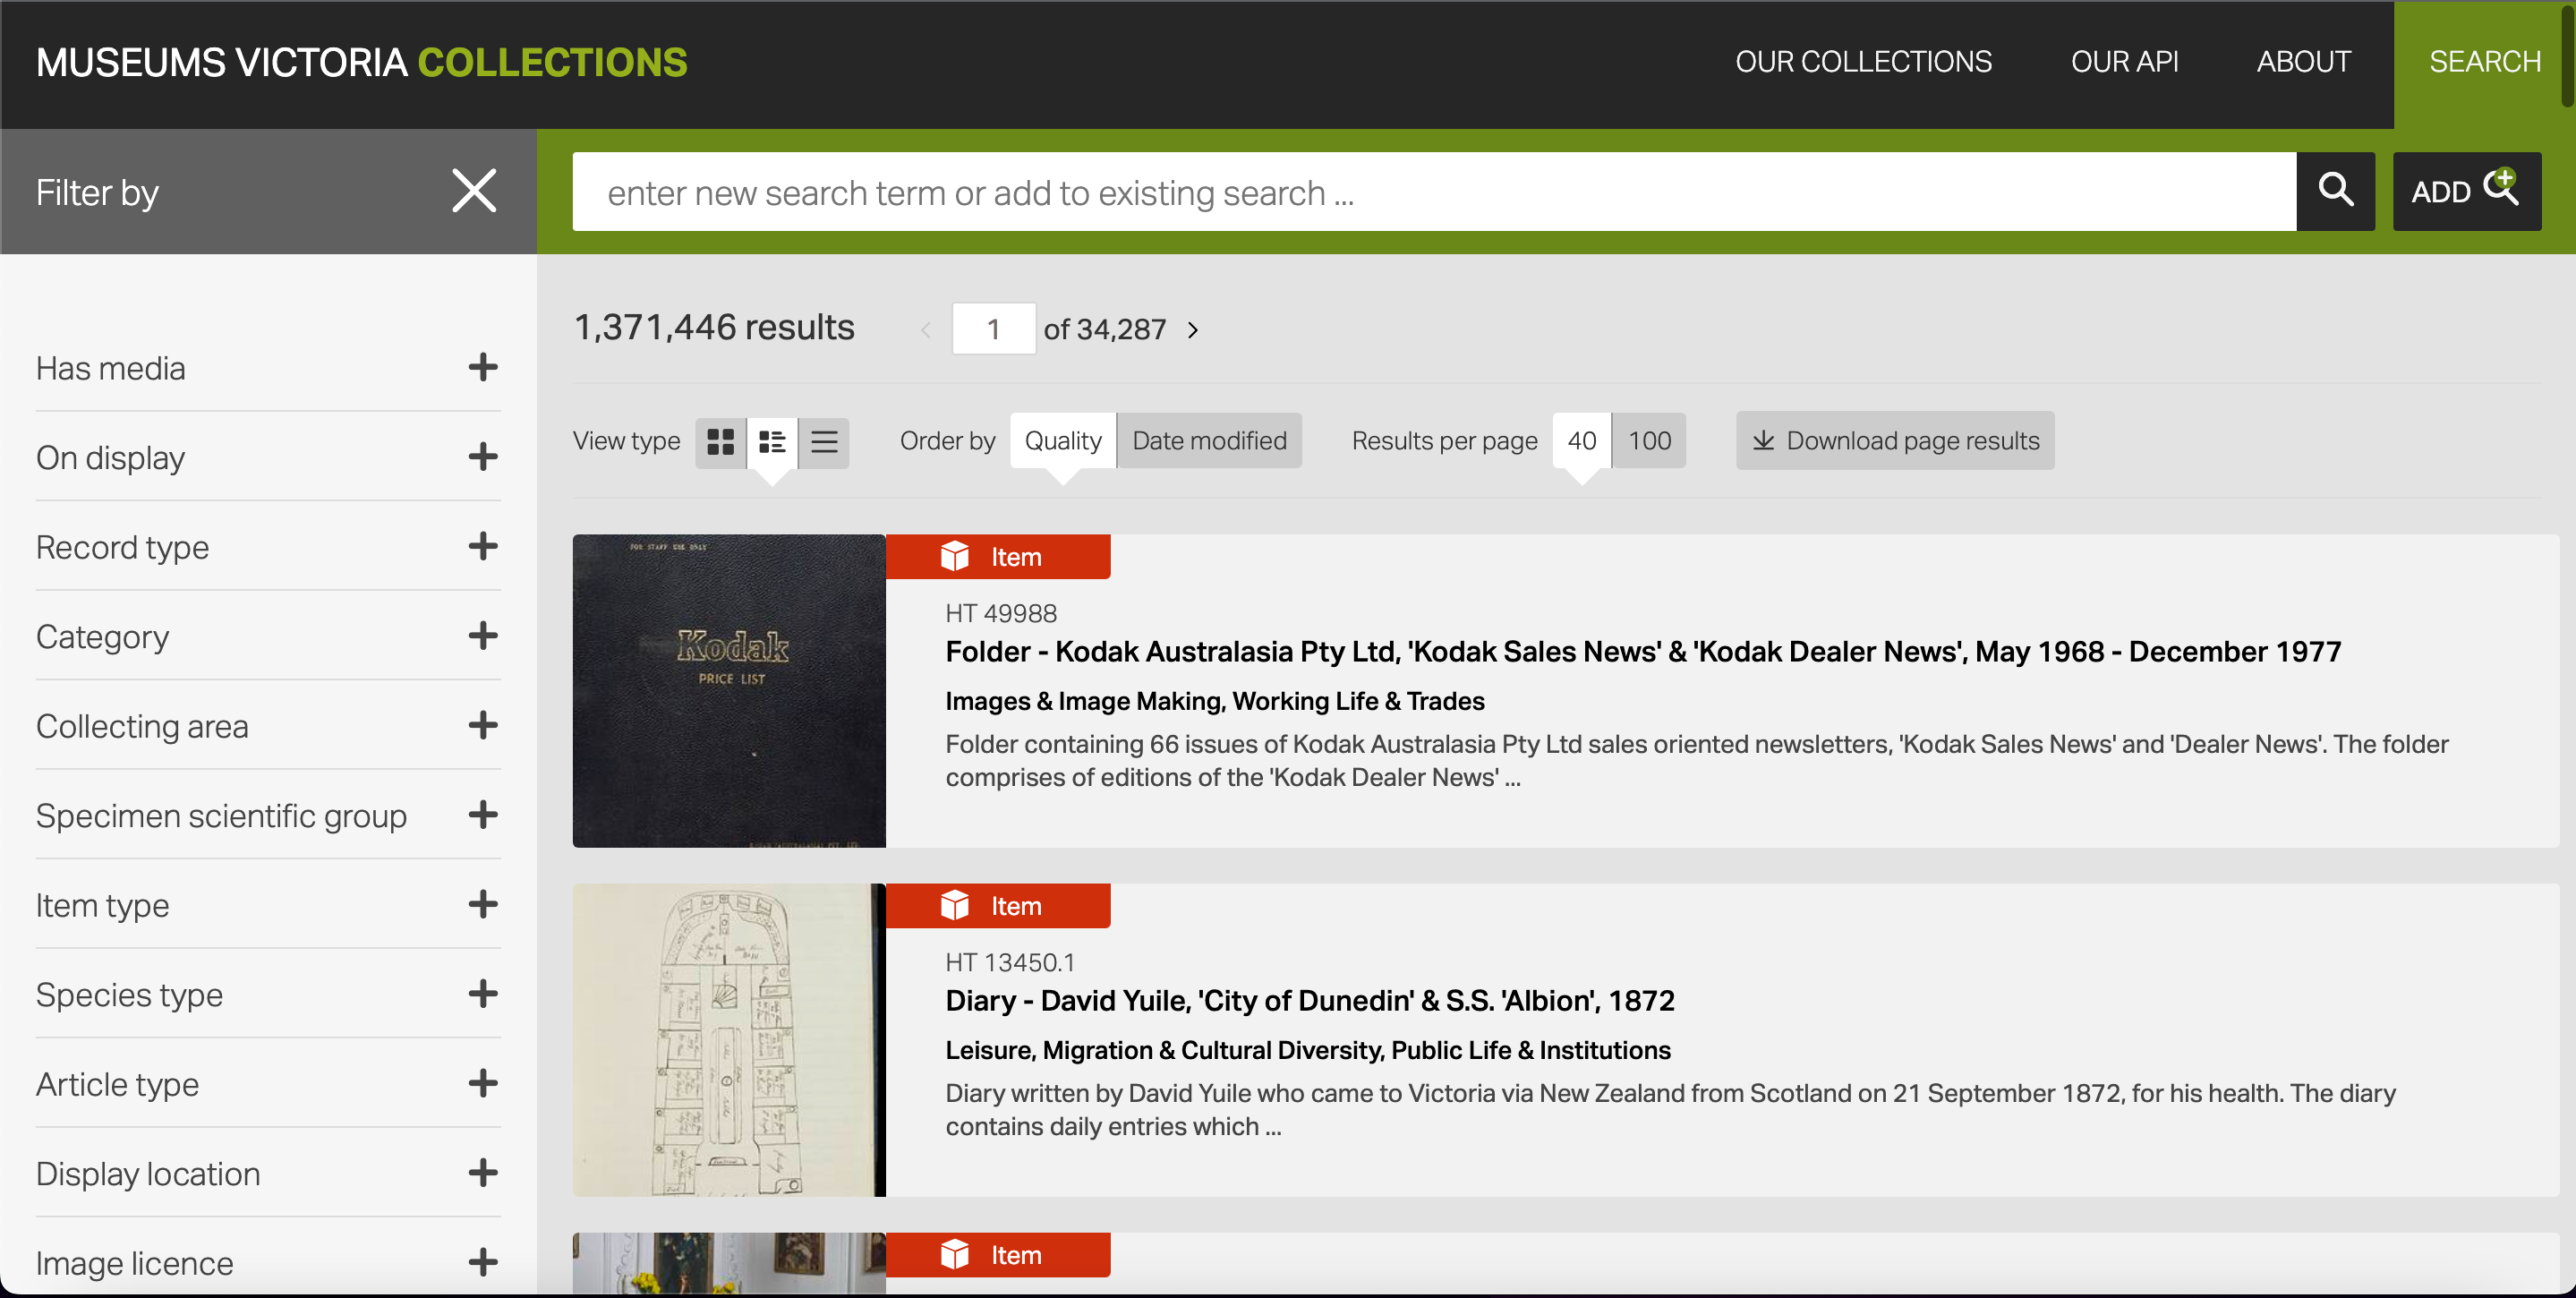 MUSEUMS VICTORIA COLLECTIONS
OUR COLLECTIONS
OUR API
ABOUT
SEARCH
Filter by
enter new search term or add to existing search ...
ADD
Has media
On display
Record type
Category
Collecting area
Specimen scientific group
Item type
Species type
Article type
Display location
Image licence
1,371,446 results
1 of 34,287
View type
Order by
Quality
Date modified
Results per page
40
100
Download page results
FOR STAFF USE ONLY
Kodak
PRICE LIST
Item
HT 49988
Folder - Kodak Australasia Pty Ltd, 'Kodak Sales News' & 'Kodak Dealer News', May 1968 - December 1977
Images & Image Making, Working Life & Trades
Folder containing 66 issues of Kodak Australasia Pty Ltd sales oriented newsletters, 'Kodak Sales News' and 'Dealer News'. The folder
comprises of editions of the 'Kodak Dealer News' ...
Item
HT 13450.1
Diary - David Yuile, 'City of Dunedin' & S.S. 'Albion', 1872
Leisure, Migration & Cultural Diversity, Public Life & Institutions
Diary written by David Yuile who came to Victoria via New Zealand from Scotland on 21 September 1872, for his health. The diary
contains daily entries which ...
Item